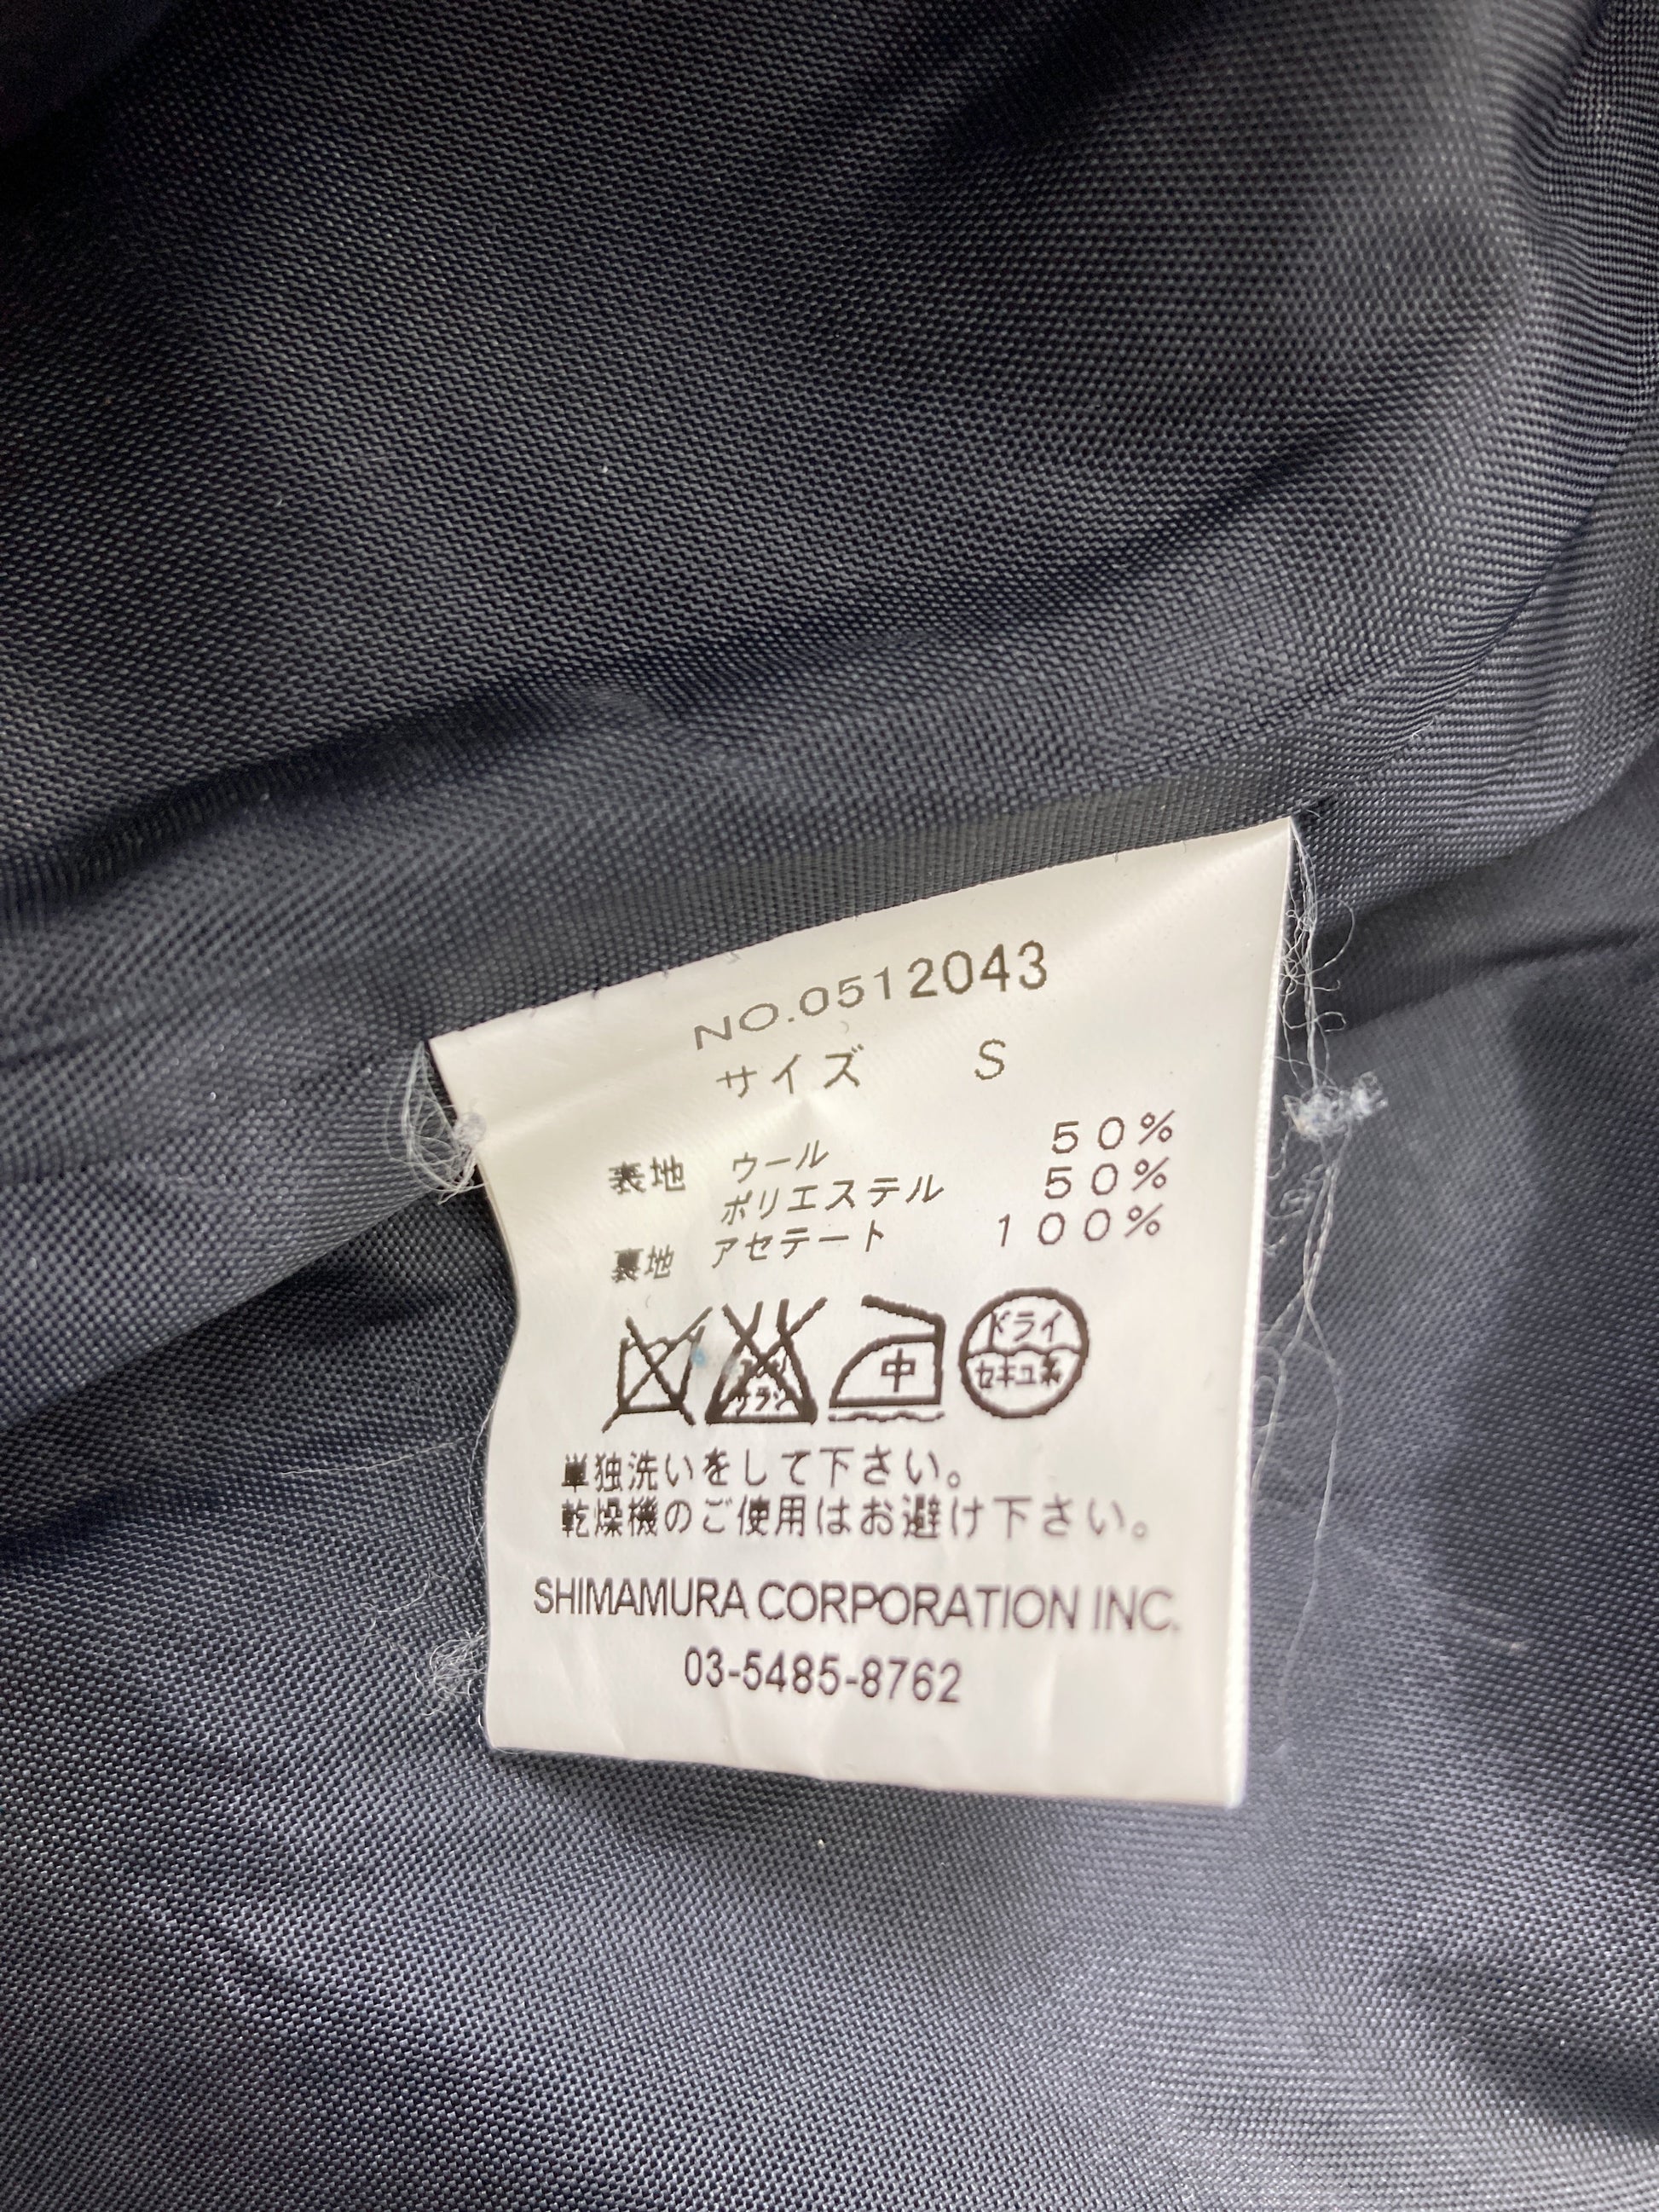 NO.0512043
サイズ S
表地 ウール 50%
ポリエステル 50%
裏地 アセテート 100%
中
ドライ
セキユ系
単独洗いをして下さい。
乾燥機のご使用はお避け下さい。
SHIMAMURA CORPORATION INC.
03-5485-8762